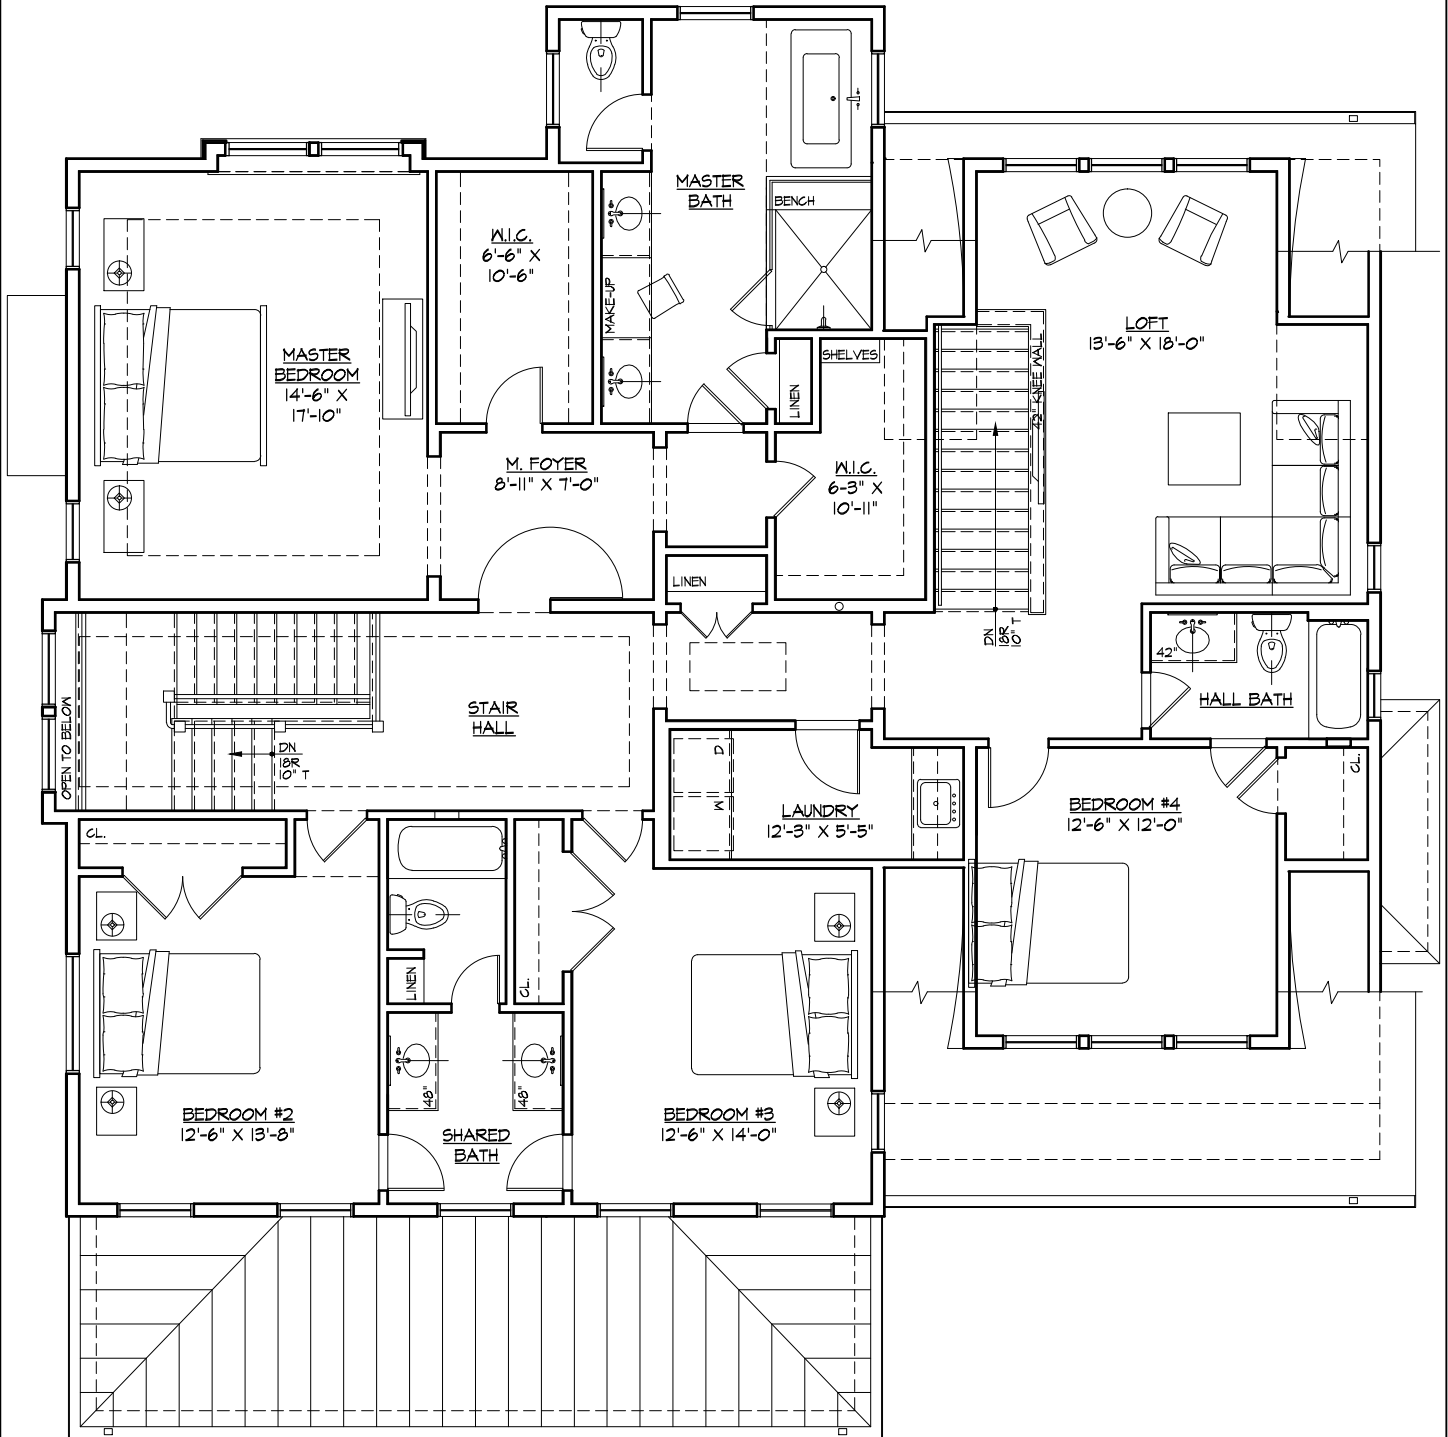 MASTER
BATH
BENCH
W.I.C.
6'-6" X
10'-6"
MAKE-UP
MASTER
BEDROOM
14'-6" X
17'-10"
SHELVES
LINEN
LOFT
13'-6" X 18'-0"
42" KNEE WALL
M. FOYER
8'-11" X 7'-0"
W.I.C.
6-3" X
10'-11"
LINEN
DN
18R
10" T
42"
HALL BATH
STAIR
HALL
OPEN TO BELOW
DN
18R
10" T
D
W
LAUNDRY
12'-3" X 5'-5"
BEDROOM #4
12'-6" X 12'-0"
CL.
CL.
LINEN
CL.
48"
48"
BEDROOM #2
12'-6" X 13'-8"
SHARED
BATH
BEDROOM #3
12'-6" X 14'-0"